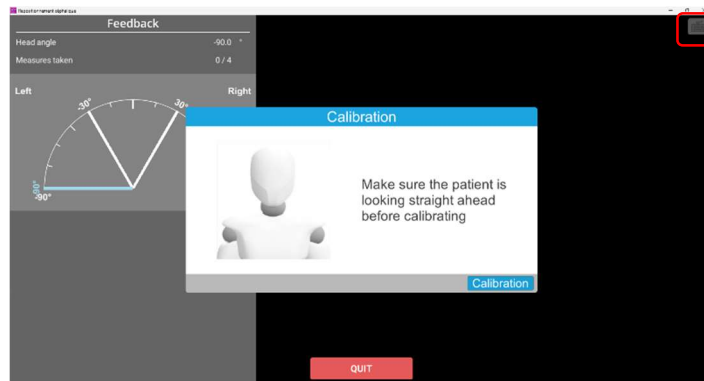 Feedback
Head angle -90.0 °
Measures taken 0 / 4
Left Right
-30° 30°
-90°
-90°
Calibration
Make sure the patient is
looking straight ahead
before calibrating
Calibration
QUIT